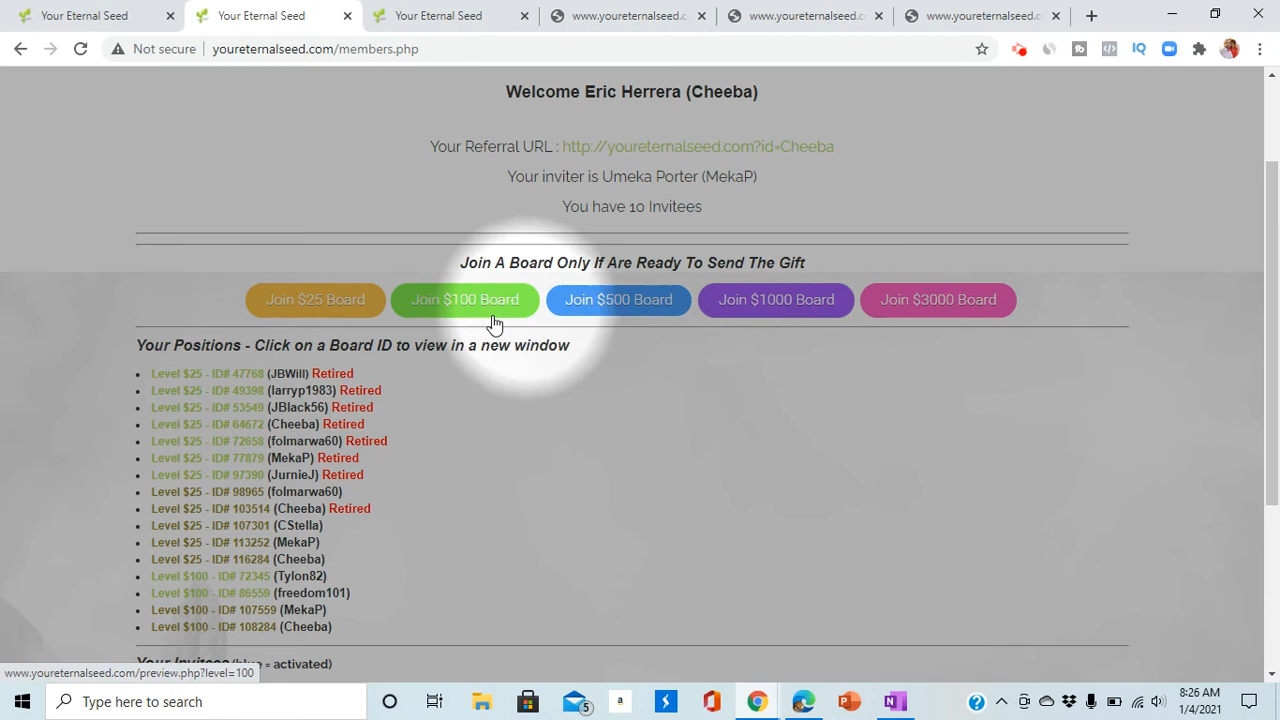 Your Eternal Seed
Your Eternal Seed
Your Eternal Seed
www.youreternalseed.co
www.youreternalseed.co
www.youreternalseed.co
Not secure
youreternalseed.com/members.php
IQ
Welcome Eric Herrera (Cheeba)
Your Referral URL : http://youreternalseed.com?id=Cheeba
Your inviter is Umeka Porter (MekaP)
You have 10 Invitees
Join A Board Only If Are Ready To Send The Gift
Join $25 Board
Join $100 Board
Join $500 Board
Join $1000 Board
Join $3000 Board
Your Positions - Click on a Board ID to view in a new window
Level $25 - ID# 47768 (JBWill) Retired
Level $25 - ID# 49398 (larryp1983) Retired
Level $25 - ID# 53549 (JBlack56) Retired
Level $25 - ID# 64672 (Cheeba) Retired
Level $25 - ID# 72658 (folmarwa60) Retired
Level $25 - ID# 77879 (MekaP) Retired
Level $25 - ID# 97390 (JurnieJ) Retired
Level $25 - ID# 98965 (folmarwa60)
Level $25 - ID# 103514 (Cheeba) Retired
Level $25 - ID# 107301 (CStella)
Level $25 - ID# 113252 (MekaP)
Level $25 - ID# 116284 (Cheeba)
Level $100 - ID# 72345 (Tylon82)
Level $100 - ID# 86559 (freedom101)
Level $100 - ID# 107559 (MekaP)
Level $100 - ID# 108284 (Cheeba)
Your Invitees (blue = activated)
www.youreternalseed.com/preview.php?level=100
Type here to search
5
a
8:26 AM
1/4/2021